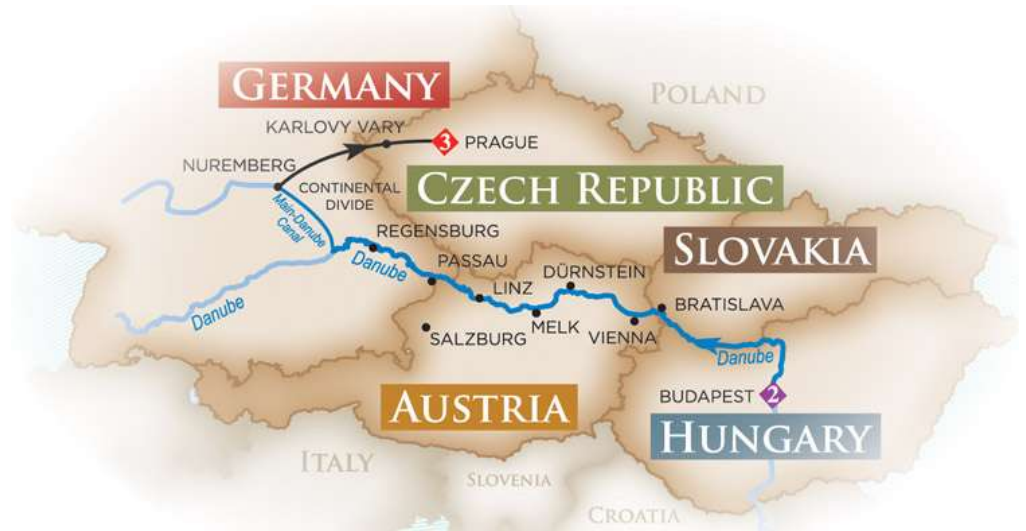 GERMANY
POLAND
KARLOVY VARY
3
PRAGUE
NUREMBERG
CONTINENTAL
DIVIDE
CZECH REPUBLIC
Main-Danube
Canal
REGENSBURG
Danube
PASSAU
SLOVAKIA
DÜRNSTEIN
LINZ
BRATISLAVA
Danube
SALZBURG
MELK
VIENNA
Danube
BUDAPEST
2
AUSTRIA
HUNGARY
ITALY
SLOVENIA
CROATIA